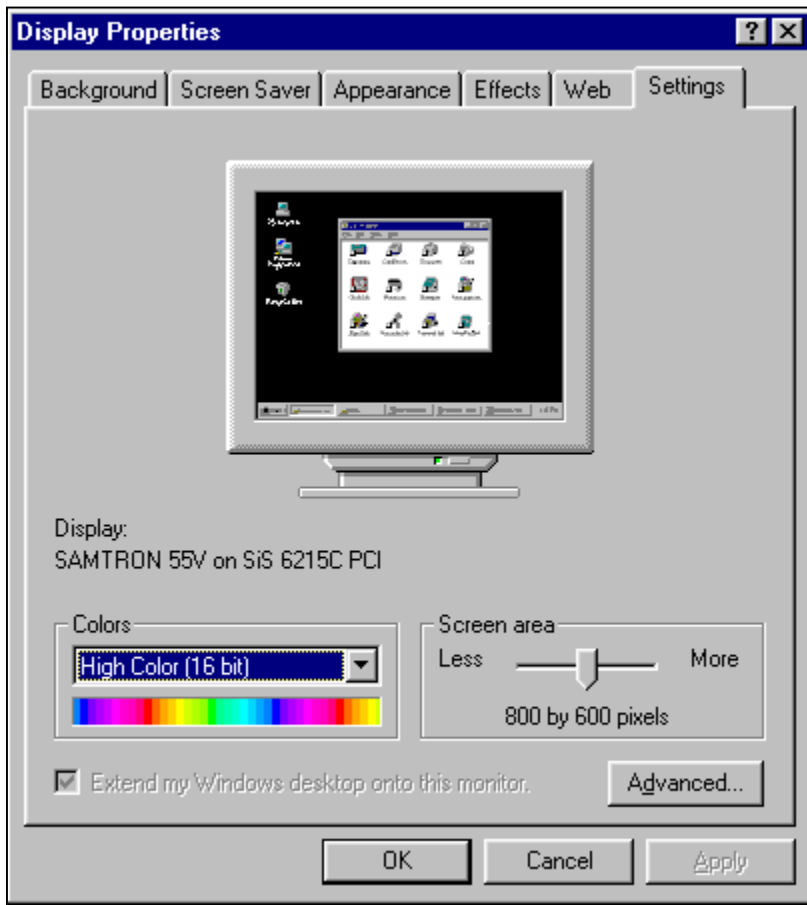 Display Properties
Background Screen Saver Appearance Effects Web Settings
Display:
SAMTRON 55V on SiS 6215C PCI
Colors
High Color (16 bit)
Screen area
Less More
800 by 600 pixels
Extend my Windows desktop onto this monitor.
Advanced...
OK Cancel Apply